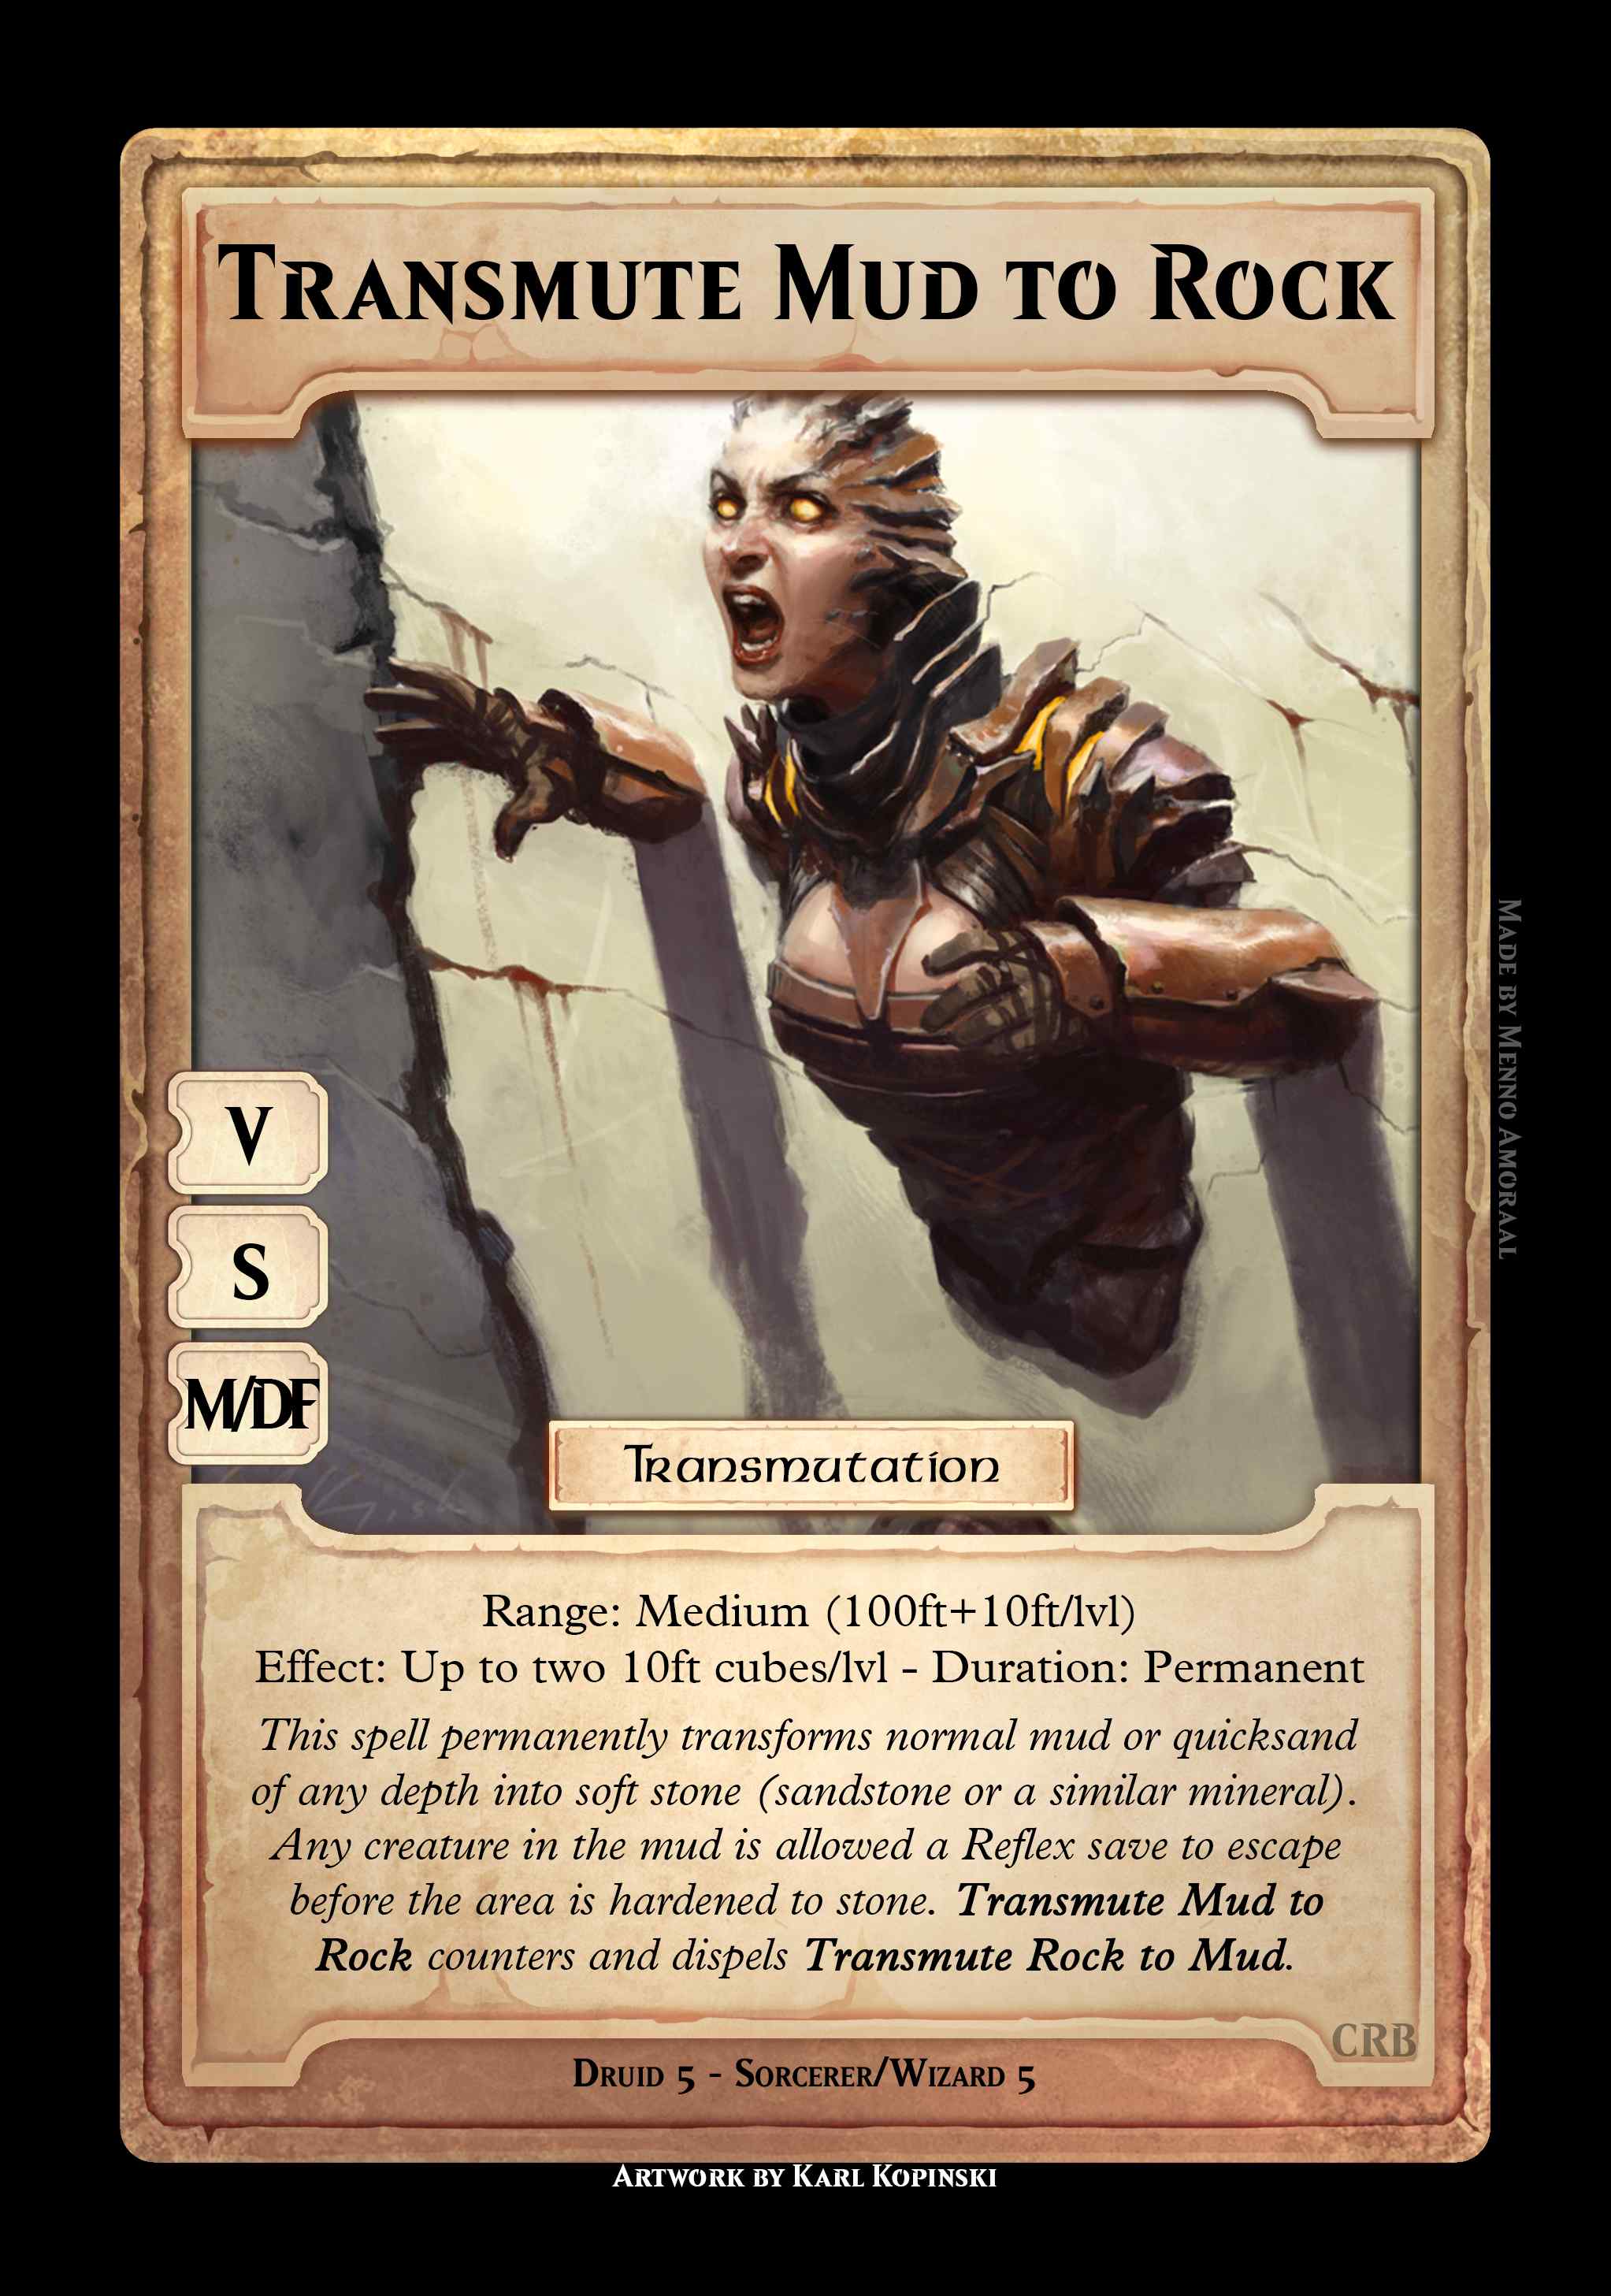 Transmute Mud to Rock
Made by Menno Amoraal
V
S
M/DF
Transmutation
Range: Medium (100ft+10ft/lvl)
Effect: Up to two 10ft cubes/lvl - Duration: Permanent
This spell permanently transforms normal mud or quicksand
of any depth into soft stone (sandstone or a similar mineral).
Any creature in the mud is allowed a Reflex save to escape
before the area is hardened to stone. Transmute Mud to
Rock counters and dispels Transmute Rock to Mud.
CRB
Druid 5 - Sorcerer/Wizard 5
Artwork by Karl Kopinski